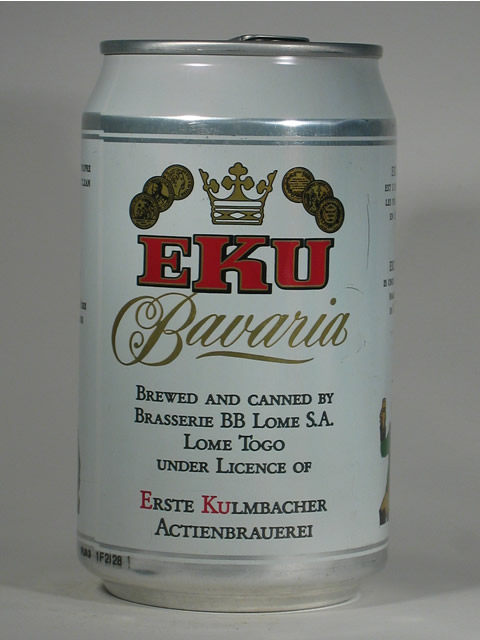 EKU
Bavaria
BREWED AND CANNED BY
BRASSERIE BB LOME S.A.
LOME TOGO
UNDER LICENCE OF
ERSTE KULMBACHER
ACTIENBRAUEREI